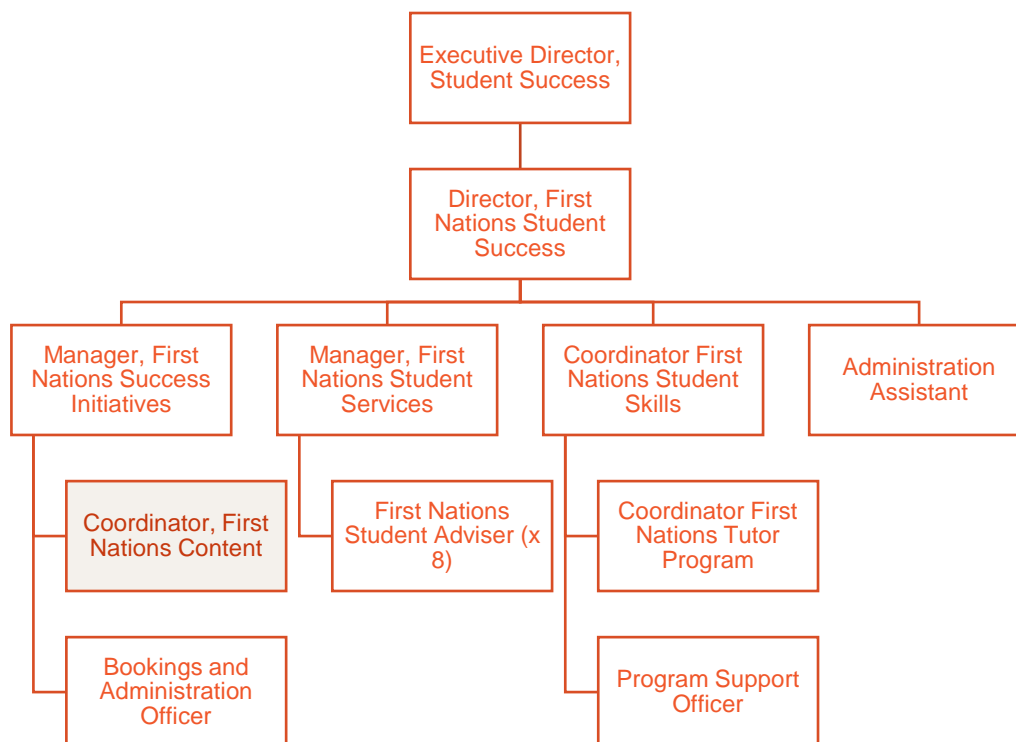 Executive Director,
Student Success
Director, First
Nations Student
Success
Manager, First
Nations Success
Initiatives
Manager, First
Nations Student
Services
Coordinator First
Nations Student
Skills
Administration
Assistant
Coordinator, First
Nations Content
First Nations
Student Adviser (x
8)
Coordinator First
Nations Tutor
Program
Bookings and
Administration
Officer
Program Support
Officer